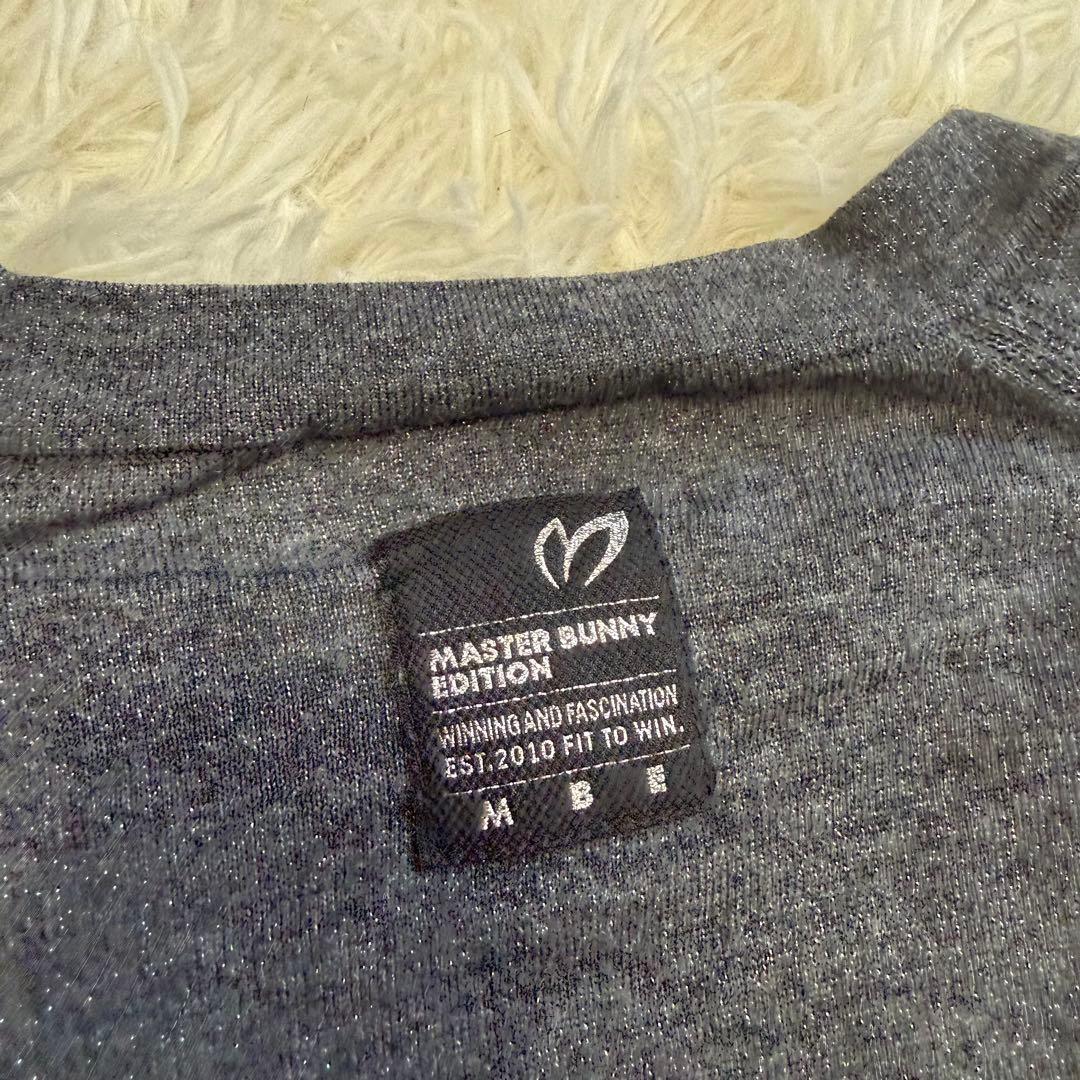 MASTER BUNNY
EDITION
WINNING AND FASCINATION
EST. 2010 FIT TO WIN.
M B E